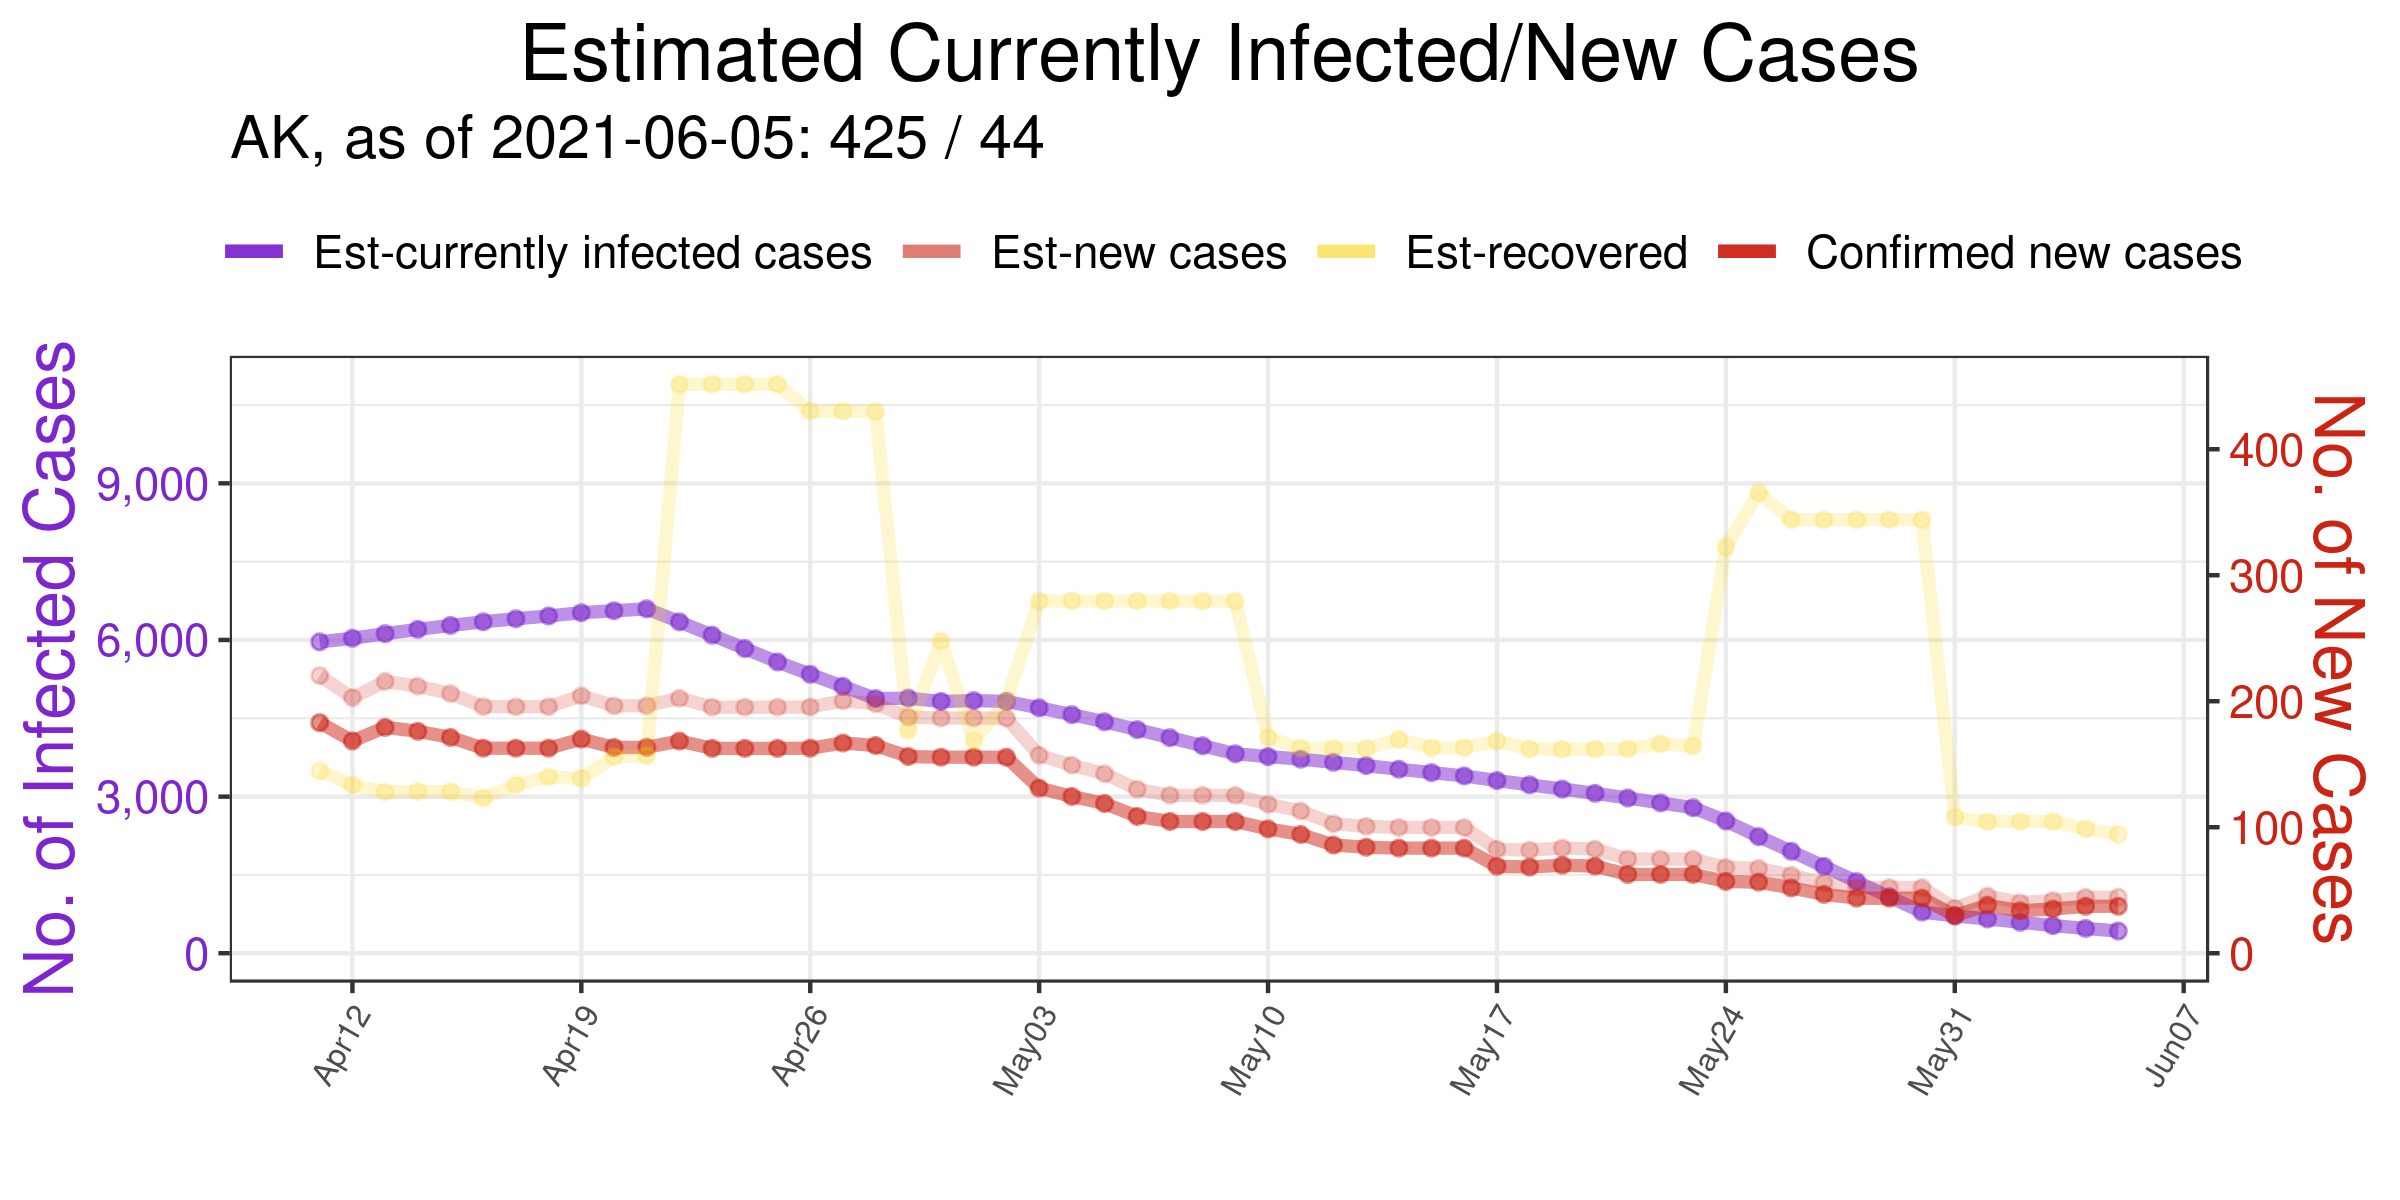 Estimated Currently Infected/New Cases
AK, as of 2021-06-05: 425 / 44
Est-currently infected cases Est-new cases Est-recovered Confirmed new cases
No. of Infected Cases
9,000
6,000
3,000
0
400
300
200
100
0
No. of New Cases
Apr12 Apr19 Apr26 May03 May10 May17 May24 May31 Jun07